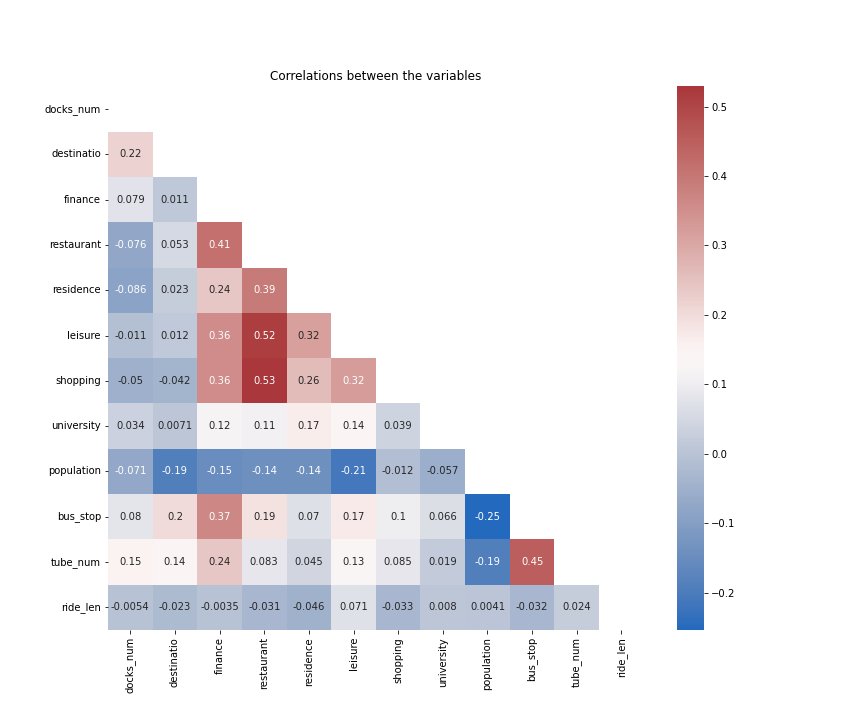 Correlations between the variables
docks_num
destinatio
0.22
finance
0.079 0.011
restaurant
-0.076 0.053 0.41
residence
-0.086 0.023 0.24 0.39
leisure
-0.011 0.012 0.36 0.52 0.32
shopping
-0.05 -0.042 0.36 0.53 0.26 0.32
university
0.034 0.0071 0.12 0.11 0.17 0.14 0.039
population
-0.071 -0.19 -0.15 -0.14 -0.14 -0.21 -0.012 -0.057
bus_stop
0.08 0.2 0.37 0.19 0.07 0.17 0.1 0.066 -0.25
tube_num
0.15 0.14 0.24 0.083 0.045 0.13 0.085 0.019 -0.19 0.45
ride_len
-0.0054 -0.023 -0.0035 -0.031 -0.046 0.071 -0.033 0.008 0.0041 -0.032 0.024
docks_num
destinatio
finance
restaurant
residence
leisure
shopping
university
population
bus_stop
tube_num
ride_len
0.5
0.4
0.3
0.2
0.1
0.0
−0.1
−0.2